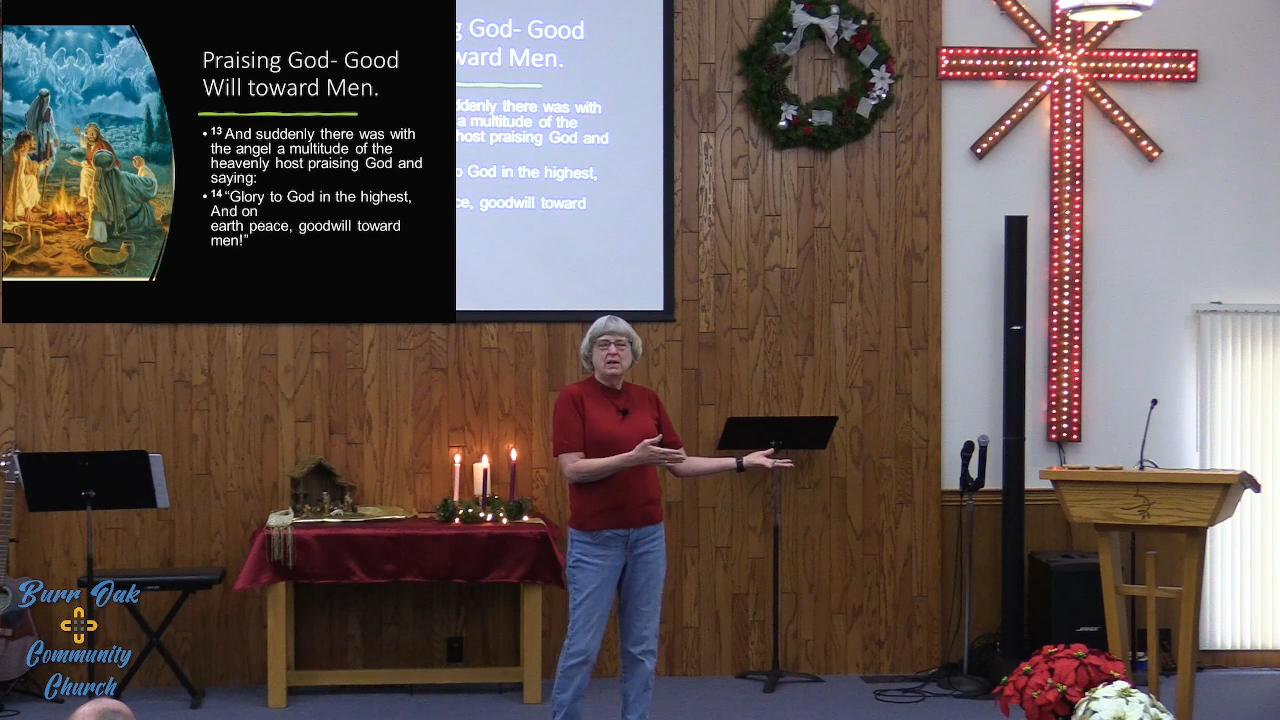 Praising God- Good
Will toward Men.
• 13 And suddenly there was with
the angel a multitude of the
heavenly host praising God and
saying:
• 14 “Glory to God in the highest,
And on
earth peace, goodwill toward
men!”
God- Good
ward Men.
ddenly there was with
a multitude of the
host praising God and
God in the highest,
ce, goodwill toward
Burr Oak
Community
Church
BOSE